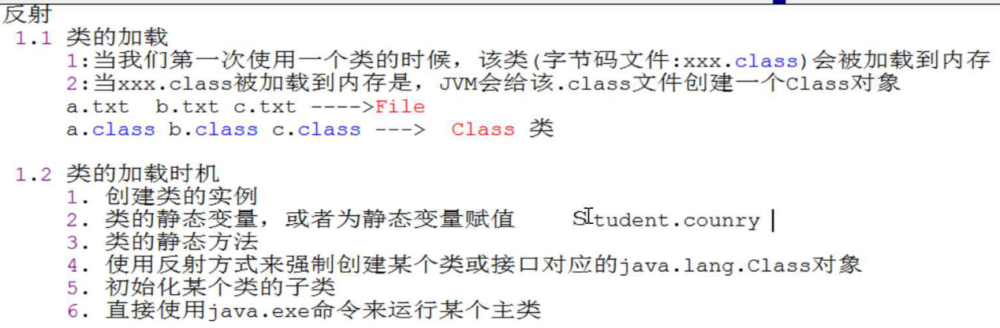 反射
1.1 类的加载
1:当我们第一次使用一个类的时候，该类(字节码文件:xxx.class)会被加载到内存
2:当xxx.class被加载到内存是，JVM会给该.class文件创建一个Class对象
a.txt b.txt c.txt ---->File
a.class b.class c.class ---> Class 类
1.2 类的加载时机
1. 创建类的实例
2. 类的静态变量，或者为静态变量赋值 Student.counry
3. 类的静态方法
4. 使用反射方式来强制创建某个类或接口对应的java.lang.Class对象
5. 初始化某个类的子类
6. 直接使用java.exe命令来运行某个主类